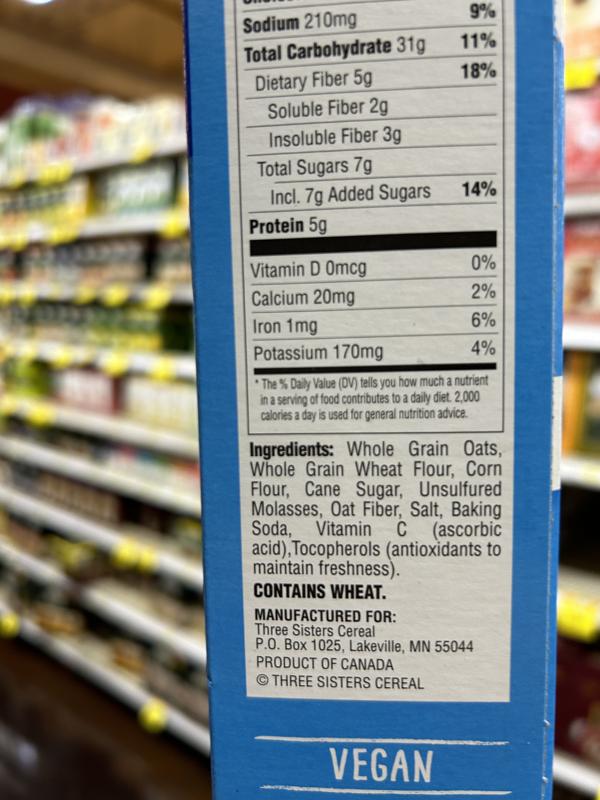 Sodium 210mg 9%
Total Carbohydrate 31g 11%
Dietary Fiber 5g 18%
Soluble Fiber 2g
Insoluble Fiber 3g
Total Sugars 7g
Incl. 7g Added Sugars 14%
Protein 5g
Vitamin D 0mcg 0%
Calcium 20mg 2%
Iron 1mg 6%
Potassium 170mg 4%
* The % Daily Value (DV) tells you how much a nutrient
in a serving of food contributes to a daily diet. 2,000
calories a day is used for general nutrition advice.
Ingredients: Whole Grain Oats,
Whole Grain Wheat Flour, Corn
Flour, Cane Sugar, Unsulfured
Molasses, Oat Fiber, Salt, Baking
Soda, Vitamin C (ascorbic
acid),Tocopherols (antioxidants to
maintain freshness).
CONTAINS WHEAT.
MANUFACTURED FOR:
Three Sisters Cereal
P.O. Box 1025, Lakeville, MN 55044
PRODUCT OF CANADA
© THREE SISTERS CEREAL
VEGAN